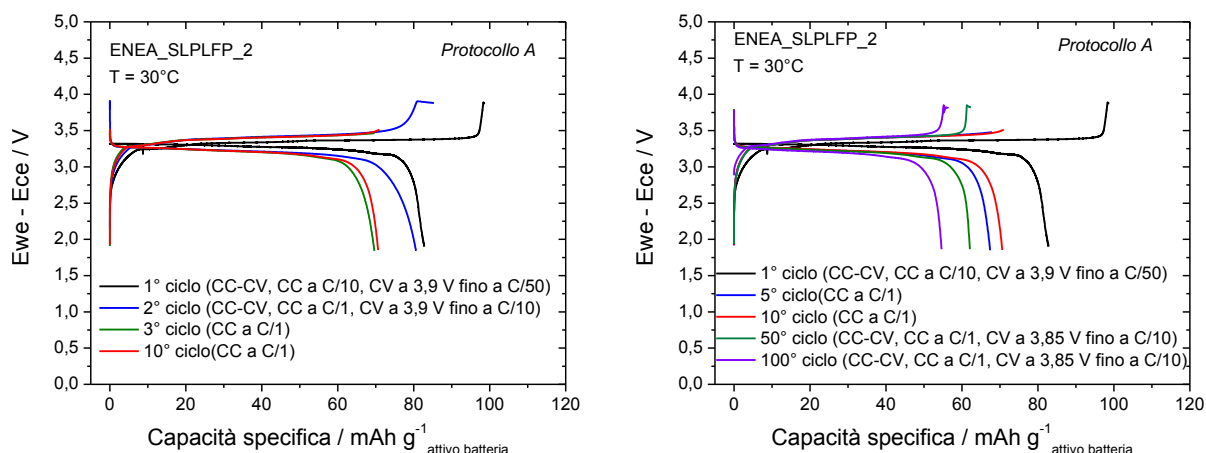 5,0
4,5
4,0
3,5
3,0
2,5
2,0
1,5
1,0
0,5
0,0
Ewe - Ece / V
ENEA_SLPLFP_2
Protocollo A
T = 30°C
1° ciclo (CC-CV, CC a C/10, CV a 3,9 V fino a C/50)
2° ciclo (CC-CV, CC a C/1, CV a 3,9 V fino a C/10)
3° ciclo (CC a C/1)
10° ciclo(CC a C/1)
0 20 40 60 80 100 120
Capacità specifica / mAh g-1 attivo batteria
5,0
4,5
4,0
3,5
3,0
2,5
2,0
1,5
1,0
0,5
0,0
Ewe - Ece / V
ENEA_SLPLFP_2
Protocollo A
T = 30°C
1° ciclo (CC-CV, CC a C/10, CV a 3,9 V fino a C/50)
5° ciclo(CC a C/1)
10° ciclo (CC a C/1)
50° ciclo (CC-CV, CC a C/1, CV a 3,85 V fino a C/10)
100° ciclo (CC-CV, CC a C/1, CV a 3,85 V fino a C/10)
0 20 40 60 80 100 120
Capacità specifica / mAh g-1 attivo batteria